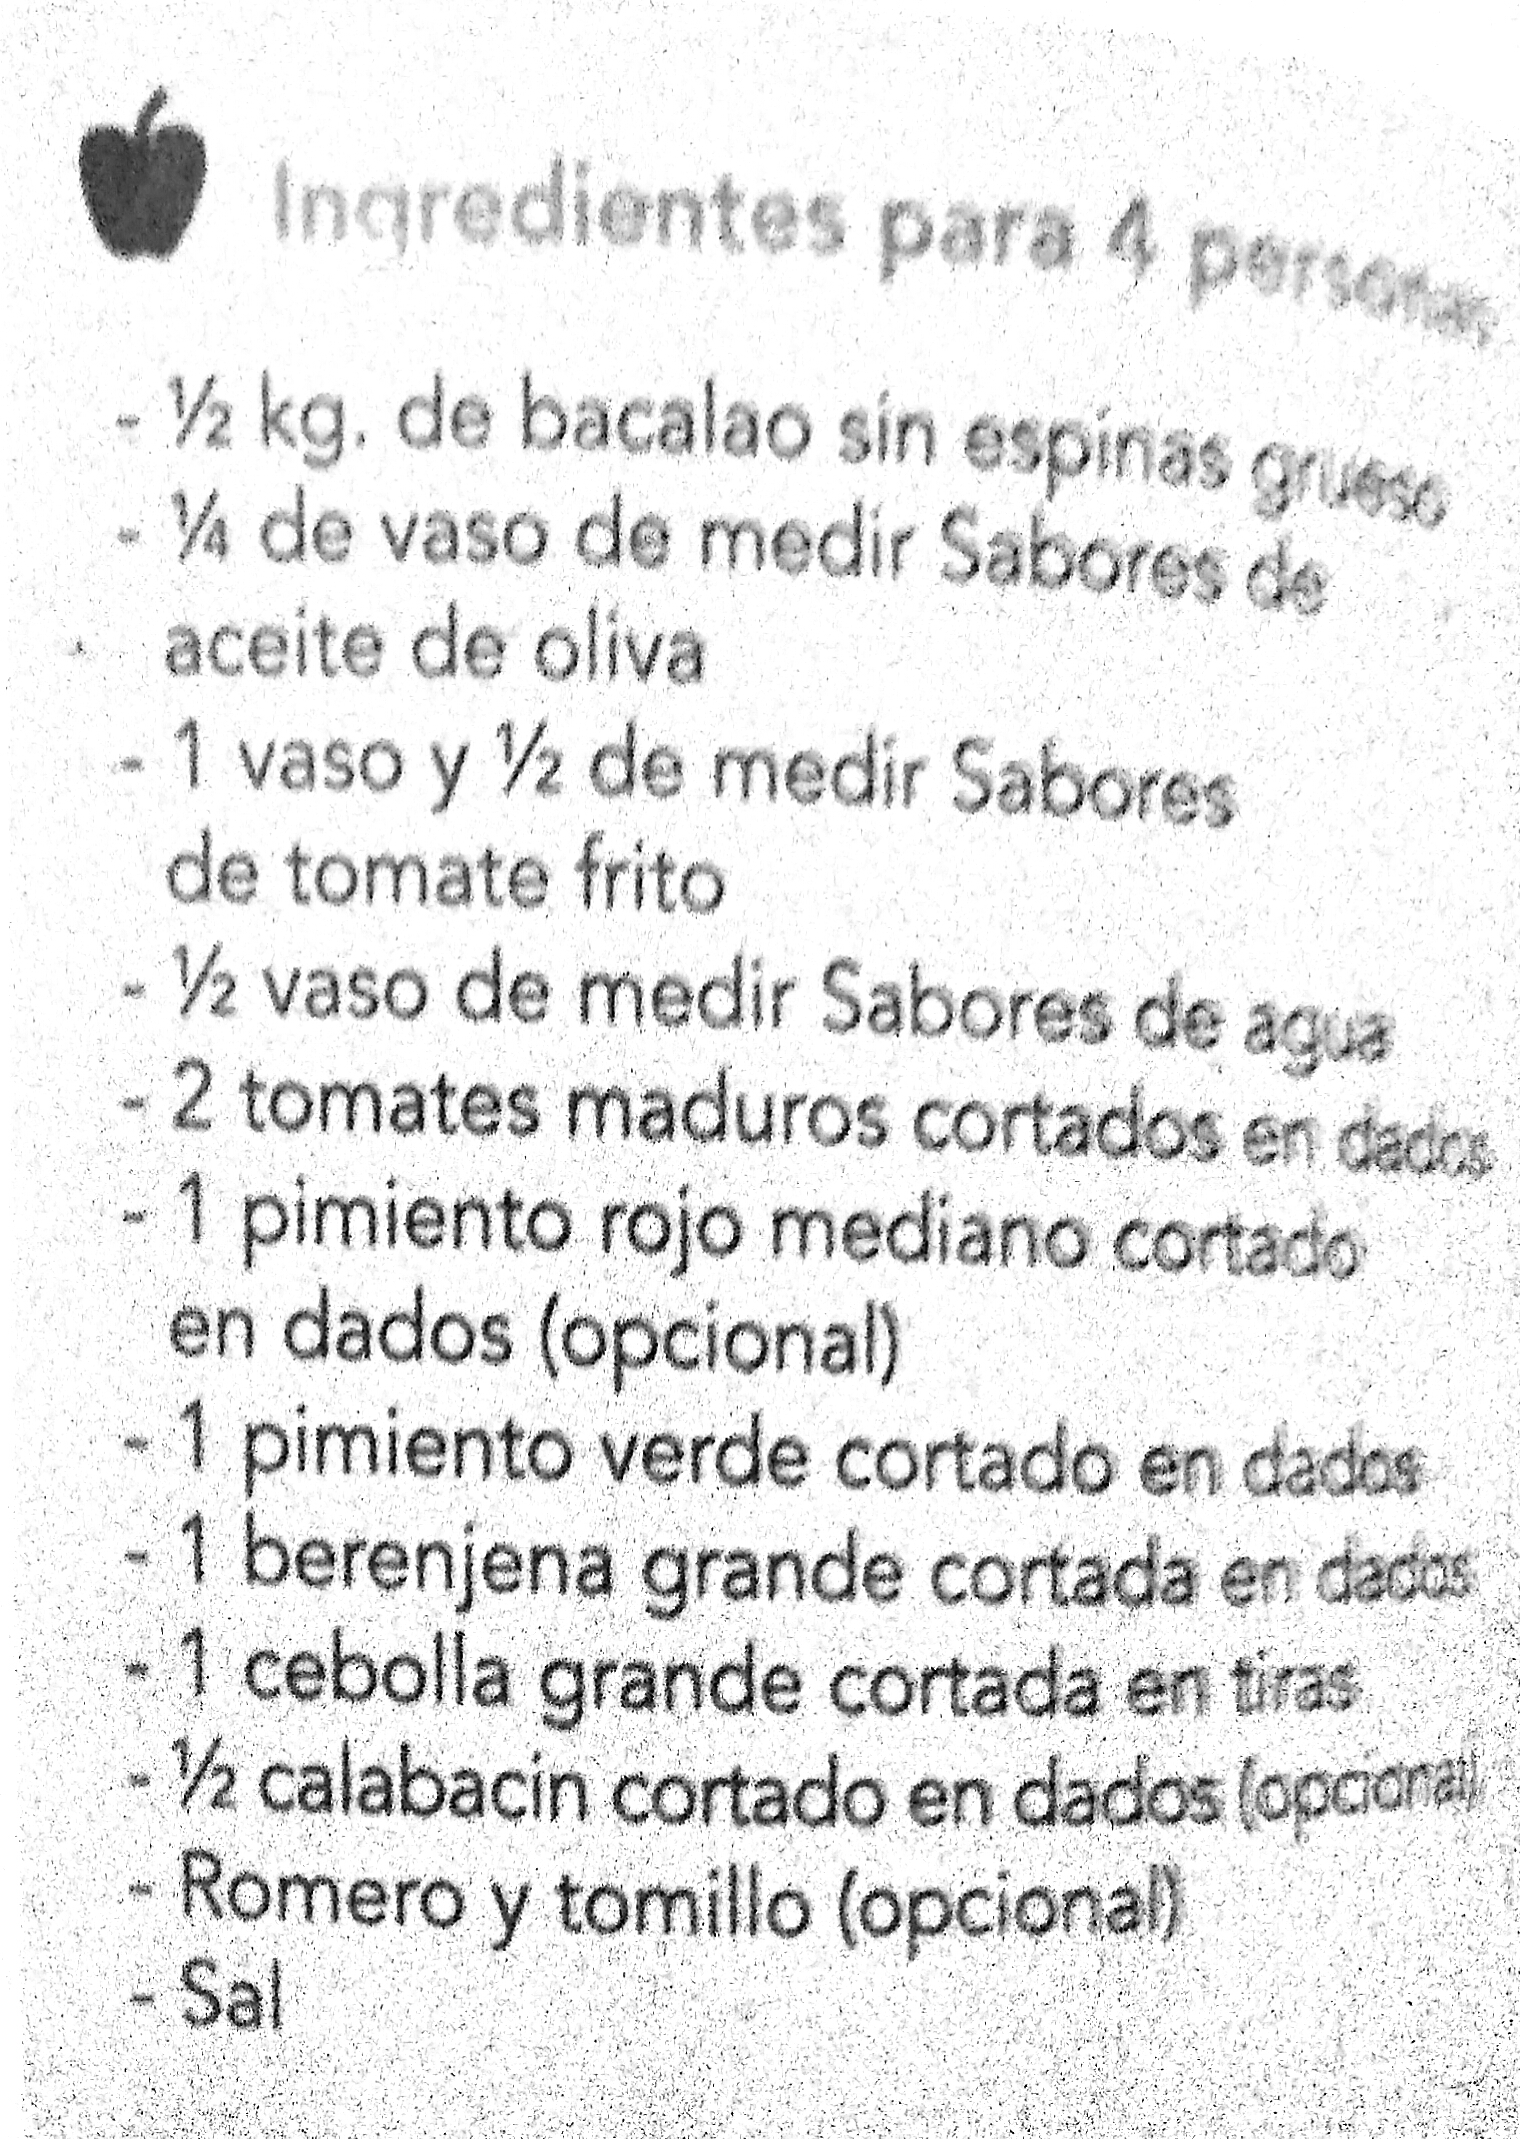 Ingredientes para 4 personas
- ½ kg. de bacalao sin espinas grueso
- ¼ de vaso de medir Sabores de
aceite de oliva
- 1 vaso y ½ de medir Sabores
de tomate frito
- ½ vaso de medir Sabores de agua
- 2 tomates maduros cortados en dados
- 1 pimiento rojo mediano cortado
en dados (opcional)
- 1 pimiento verde cortado en dados
- 1 berenjena grande cortada en dados
- 1 cebolla grande cortada en tiras
- ½ calabacín cortado en dados (opcional)
- Romero y tomillo (opcional)
- Sal